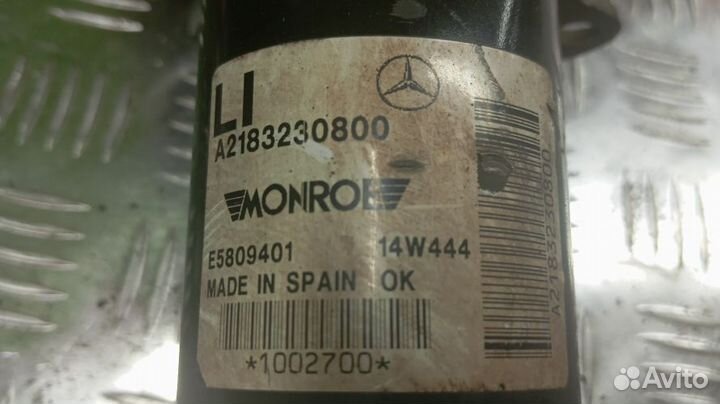 LI
A2183230800
MONROE
E5809401 14W444
MADE IN SPAIN OK
*1002700*
A2183230800
Avito